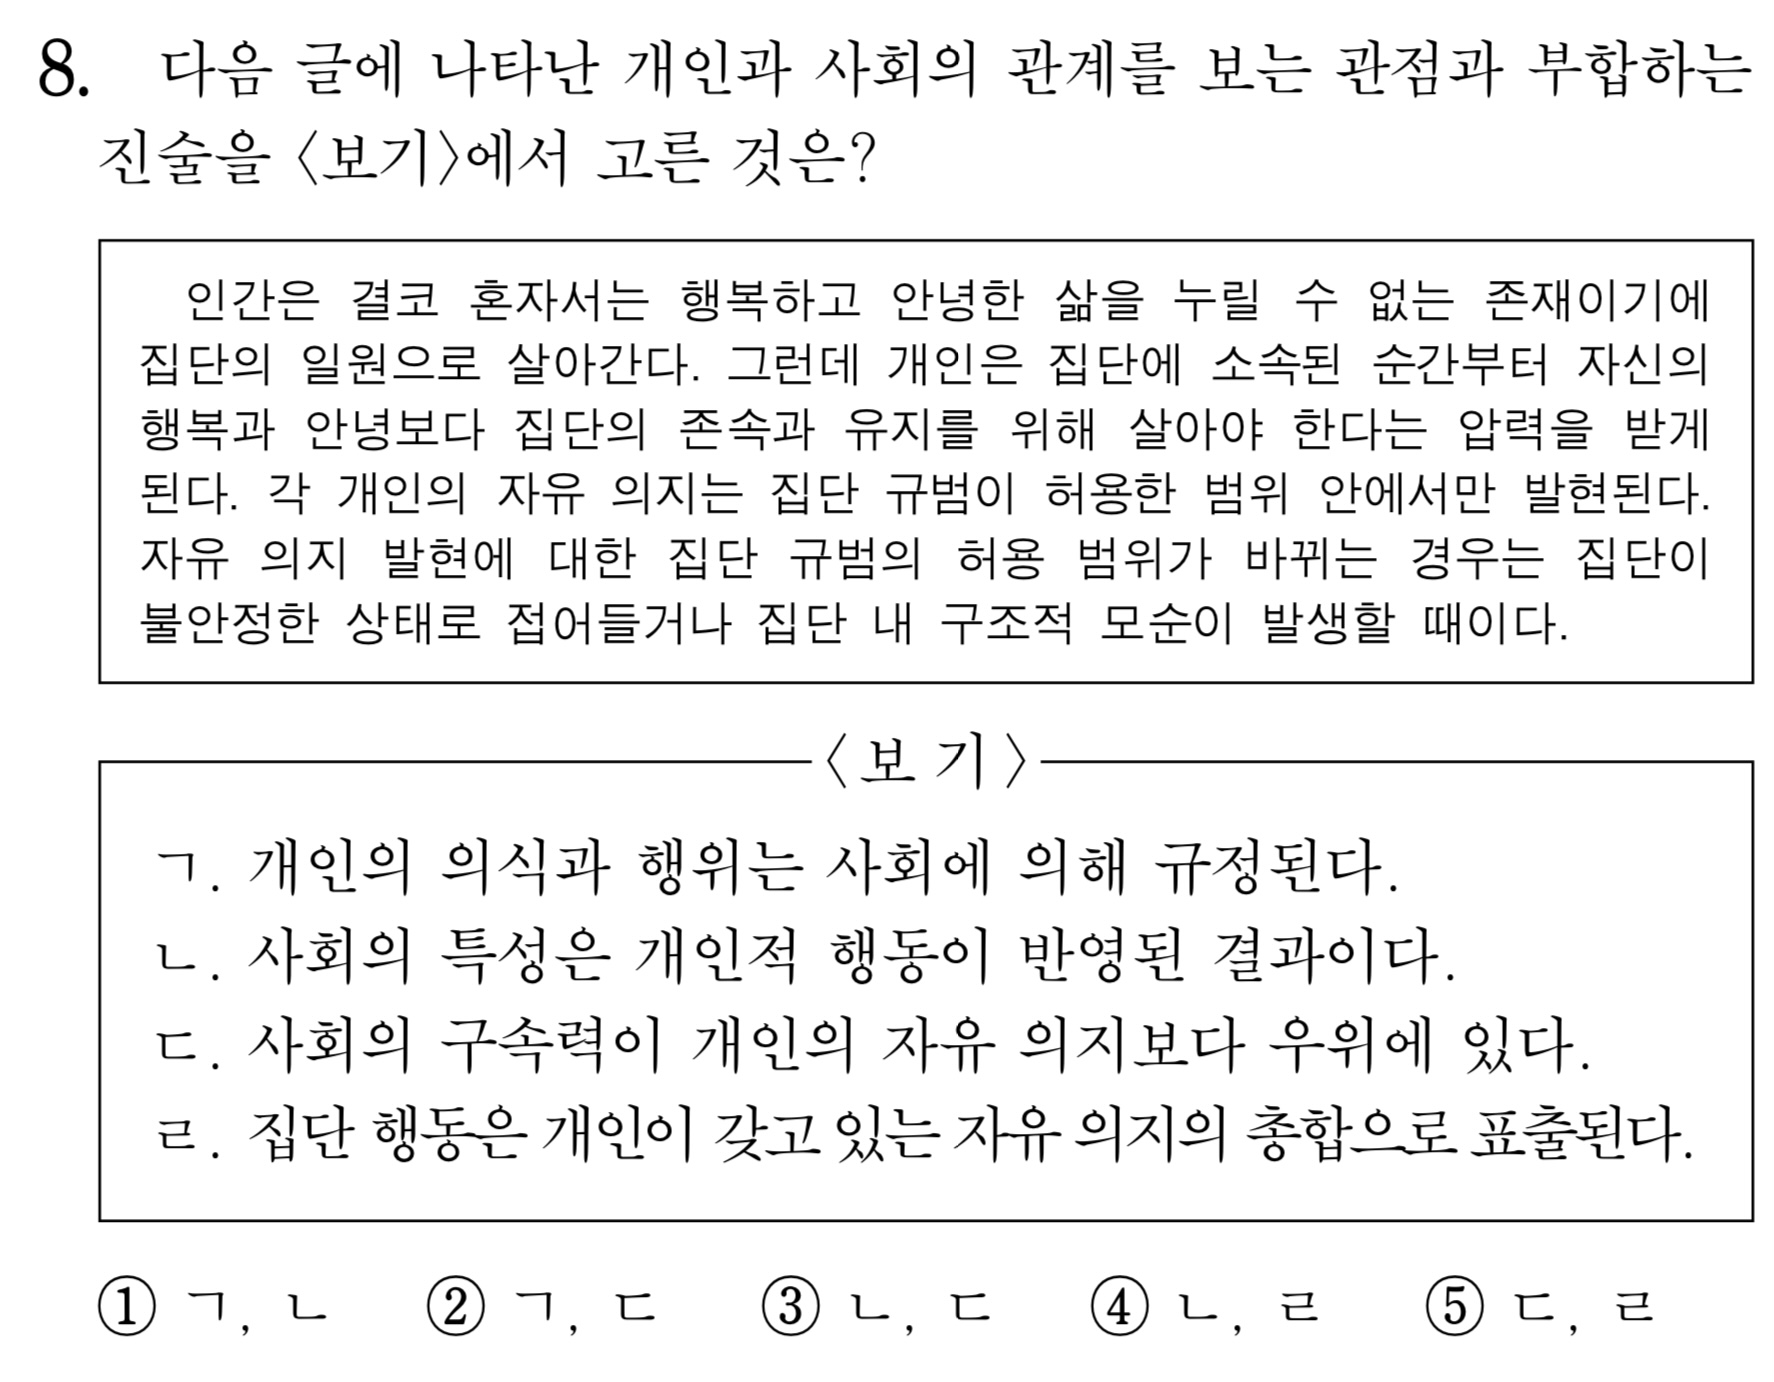 8. 다음 글에 나타난 개인과 사회의 관계를 보는 관점과 부합하는
진술을 〈보기〉에서 고른 것은?
인간은 결코 혼자서는 행복하고 안녕한 삶을 누릴 수 없는 존재이기에
집단의 일원으로 살아간다. 그런데 개인은 집단에 소속된 순간부터 자신의
행복과 안녕보다 집단의 존속과 유지를 위해 살아야 한다는 압력을 받게
된다. 각 개인의 자유 의지는 집단 규범이 허용한 범위 안에서만 발현된다.
자유 의지 발현에 대한 집단 규범의 허용 범위가 바뀌는 경우는 집단이
불안정한 상태로 접어들거나 집단 내 구조적 모순이 발생할 때이다.
〈보 기〉
ㄱ. 개인의 의식과 행위는 사회에 의해 규정된다.
ㄴ. 사회의 특성은 개인적 행동이 반영된 결과이다.
ㄷ. 사회의 구속력이 개인의 자유 의지보다 우위에 있다.
ㄹ. 집단 행동은 개인이 갖고 있는 자유 의지의 총합으로 표출된다.
① ㄱ, ㄴ ② ㄱ, ㄷ ③ ㄴ, ㄷ ④ ㄴ, ㄹ ⑤ ㄷ, ㄹ